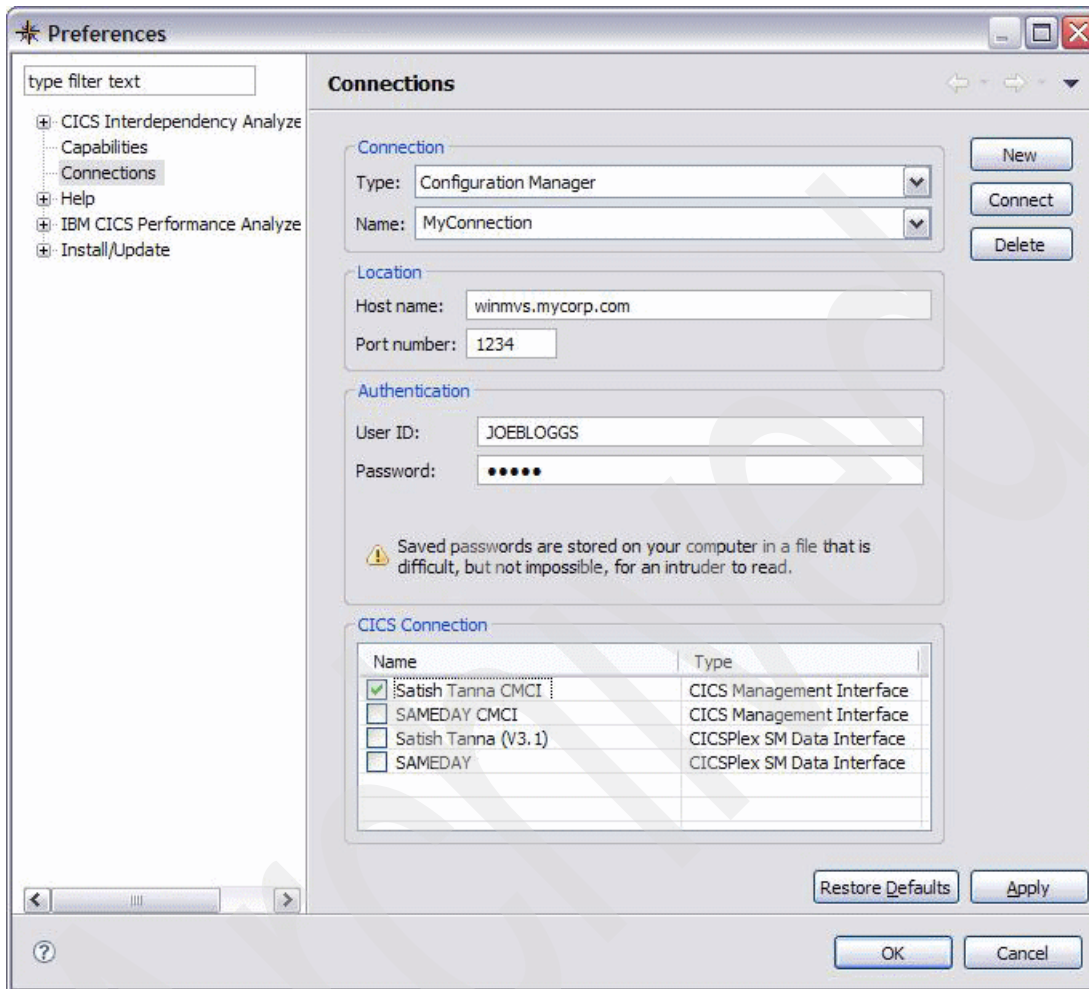 Preferences
type filter text
CICS Interdependency Analyze
Capabilities
Connections
Help
IBM CICS Performance Analyze
Install/Update
Connections
Connection
Type: Configuration Manager
Name: MyConnection
New
Connect
Delete
Location
Host name: winmvs.mycorp.com
Port number: 1234
Authentication
User ID: JOEBLOGGS
Password: •••••
Saved passwords are stored on your computer in a file that is
difficult, but not impossible, for an intruder to read.
CICS Connection
Name Type
Satish Tanna CMCI CICS Management Interface
SAMEDAY CMCI CICS Management Interface
Satish Tanna (V3.1) CICSPlex SM Data Interface
SAMEDAY CICSPlex SM Data Interface
Restore Defaults Apply
? OK Cancel